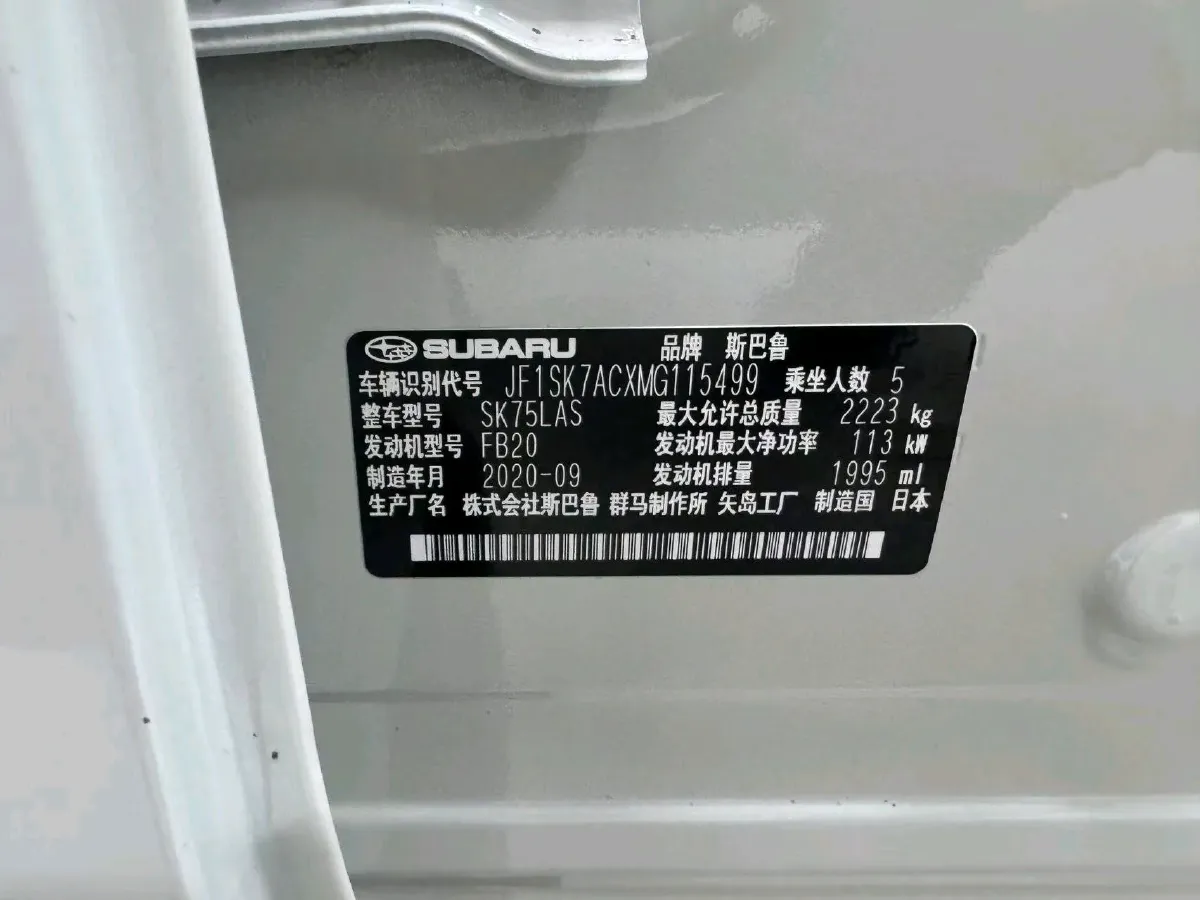 SUBARU 品牌 斯巴鲁
车辆识别代号 JF1SK7ACXMG115499 乘坐人数 5
整车型号 SK75LAS 最大允许总质量 2223 kg
发动机型号 FB20 发动机最大净功率 113 kW
制造年月 2020-09 发动机排量 1995 ml
生产厂名 株式会社斯巴鲁 群马制作所 矢岛工厂 制造国 日本